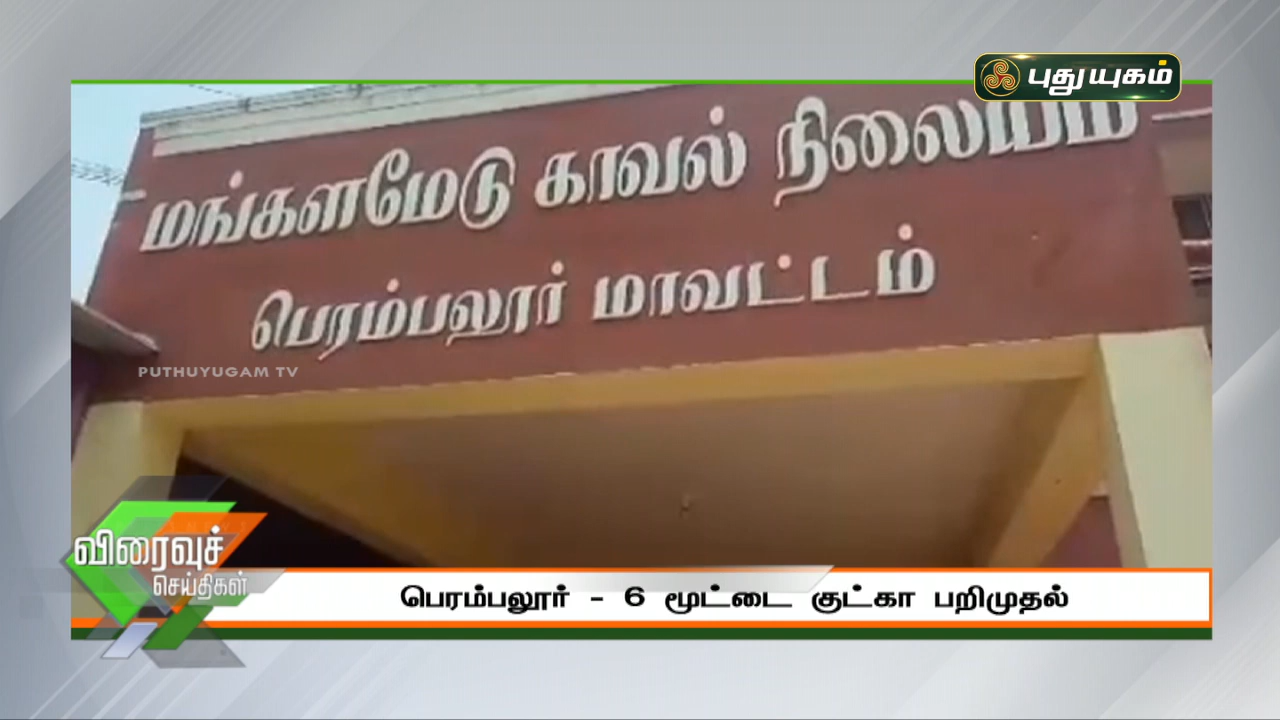 புதுயுகம்
மங்களமேடு காவல் நிலையம்
பெரம்பலூர் மாவட்டம்
PUTHUYUGAM TV
விரைவுச்
செய்திகள்
பெரம்பலூர் - 6 மூட்டை குட்கா பறிமுதல்